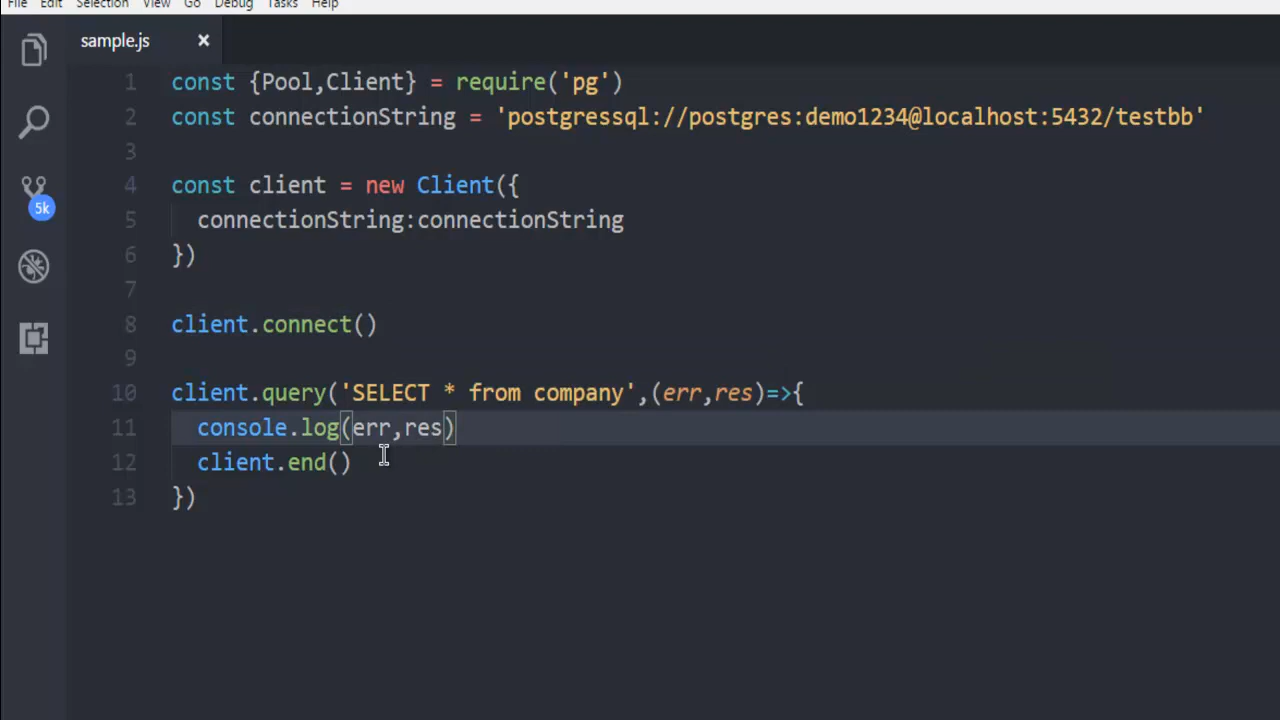 File Edit Selection View Go Debug Tasks Help
sample.js ×
1 const {Pool,Client} = require('pg')
2 const connectionString = 'postgressql://postgres:demo1234@localhost:5432/testbb'
3
4 const client = new Client({
5   connectionString:connectionString
6 })
7
8 client.connect()
9
10 client.query('SELECT * from company',(err,res)=>{
11   console.log(err,res)
12   client.end()
13 })
5k